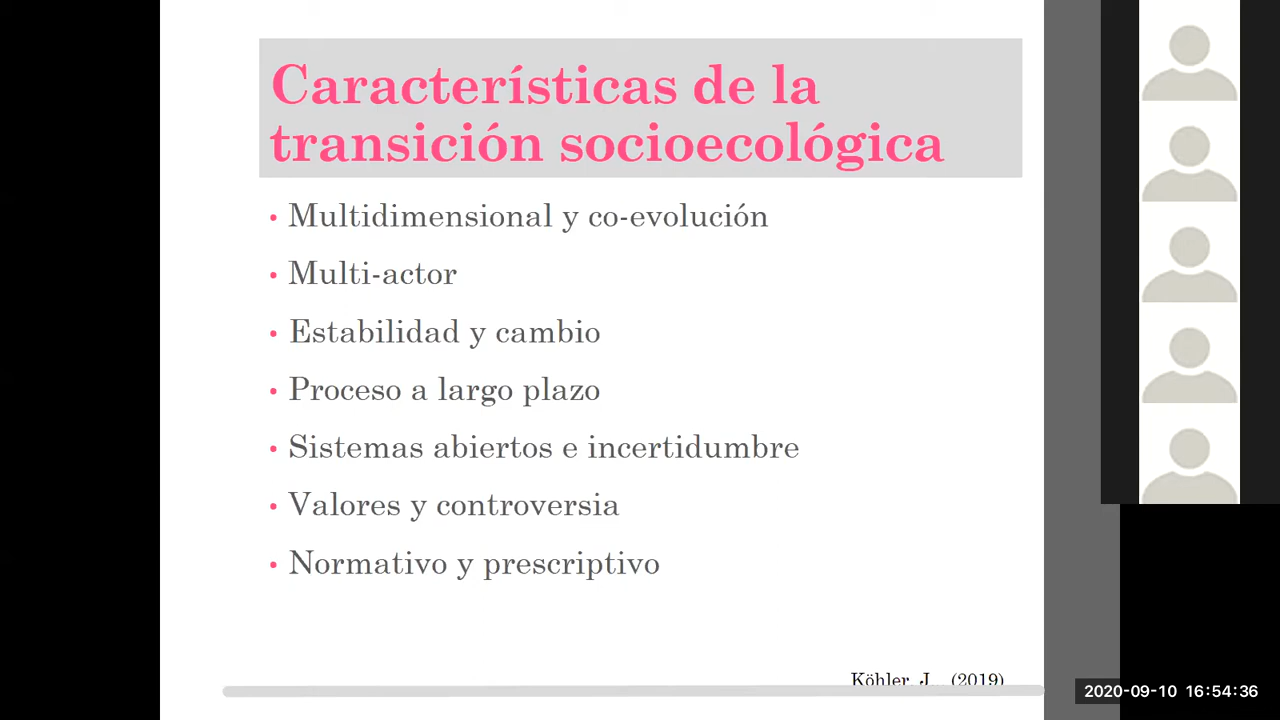 Características de la
transición socioecológica
• Multidimensional y co-evolución
• Multi-actor
• Estabilidad y cambio
• Proceso a largo plazo
• Sistemas abiertos e incertidumbre
• Valores y controversia
• Normativo y prescriptivo
Köhler, J., (2019)
2020-09-10 16:54:36